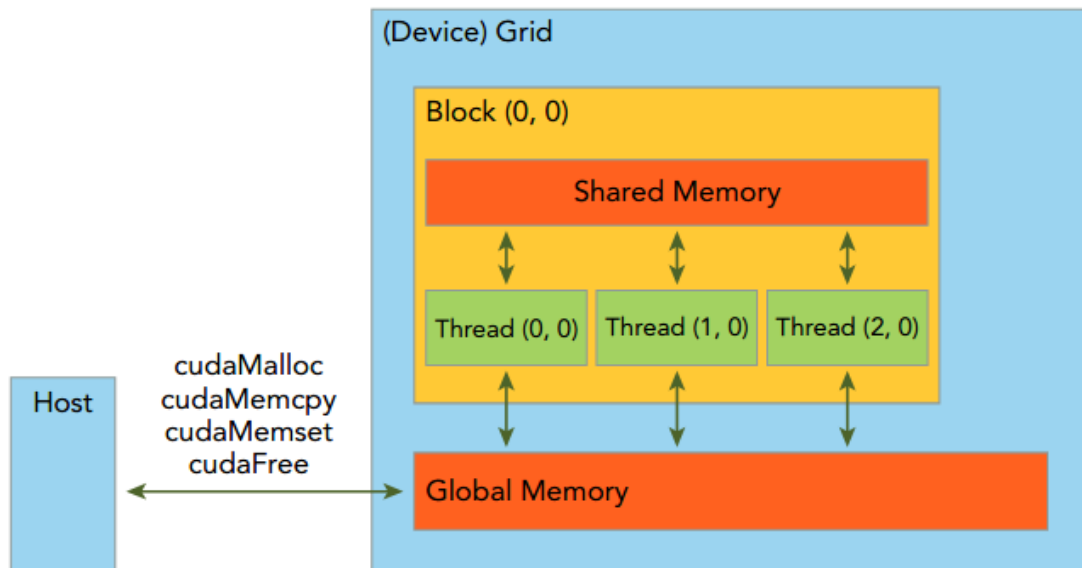 (Device) Grid
Block (0, 0)
Shared Memory
Thread (0, 0)
Thread (1, 0)
Thread (2, 0)
cudaMalloc
cudaMemcpy
cudaMemset
cudaFree
Host
Global Memory